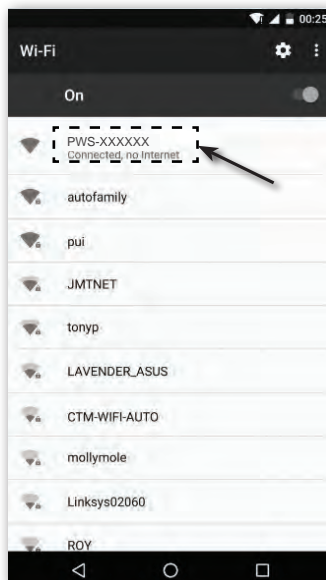 00:25
Wi-Fi
On
PWS-XXXXXX
Connected, no Internet
autofamily
pui
JMTNET
tonyp
LAVENDER_ASUS
CTM-WIFI-AUTO
mollymole
Linksys02060
ROY